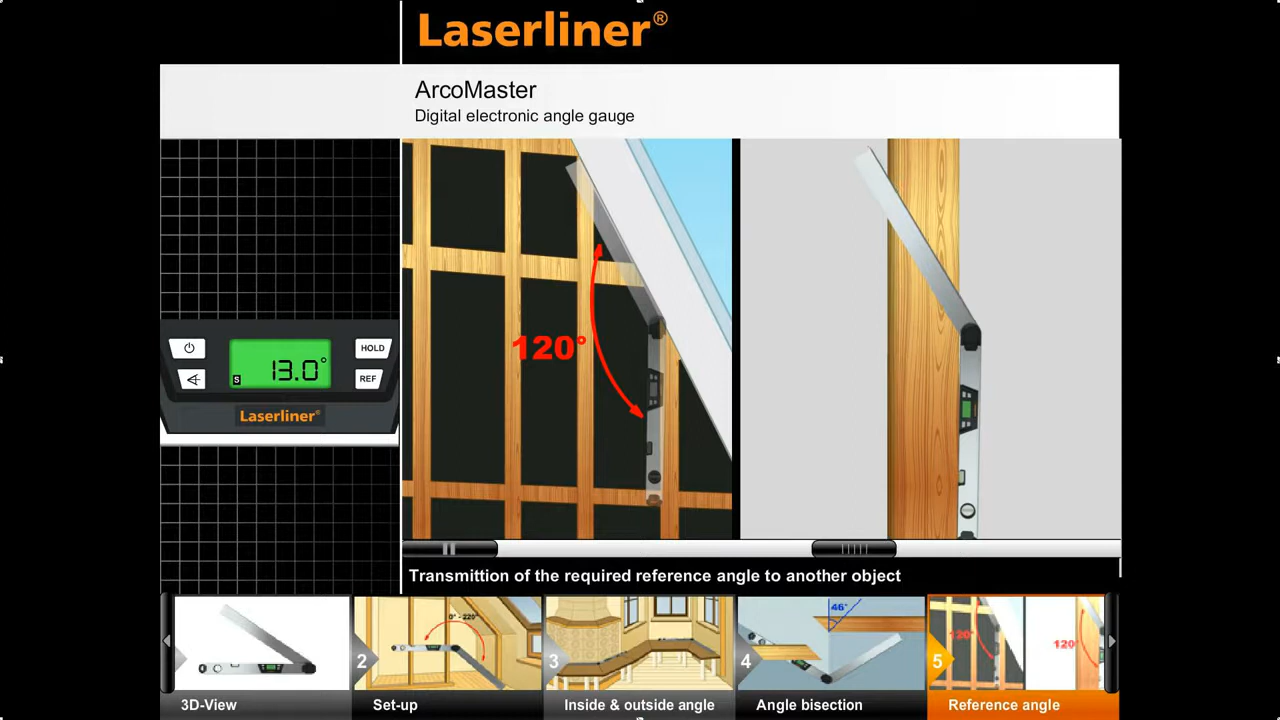 Laserliner®
ArcoMaster
Digital electronic angle gauge
120°
HOLD
S 13.0°
REF
Laserliner®
Transmittion of the required reference angle to another object
0° - 220°
46°
120°
120°
2
3
4
5
3D-View
Set-up
Inside & outside angle
Angle bisection
Reference angle